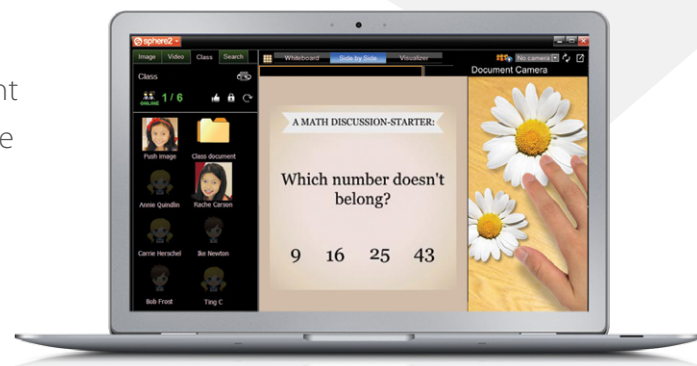 nt
e
sphere2
Image Video Class Search
Whiteboard Side by Side Visualizer
No camera
Document Camera
Class
ONLINE 1 / 6
Push image Class document
Annie Quindlin Rache Carson
Carrie Herschel Ike Newton
Bob Frost Ting C
A MATH DISCUSSION-STARTER:
Which number doesn't
belong?
9 16 25 43